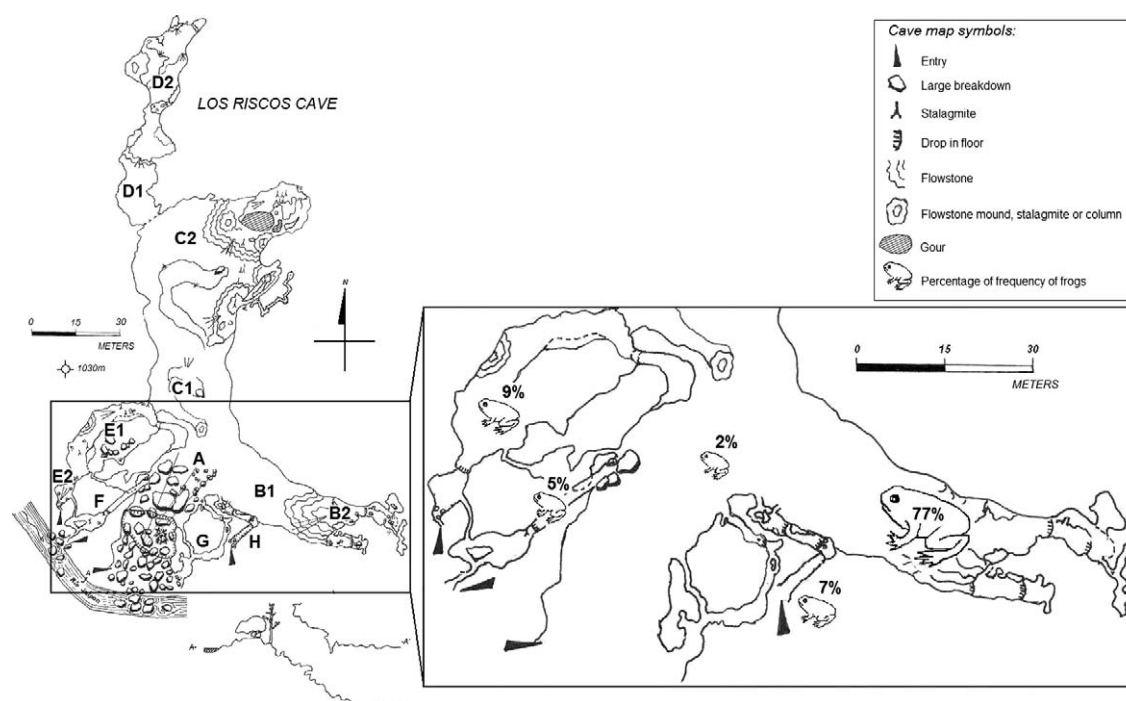 LOS RISCOS CAVE
D2
D1
C2
N
0 15 30
METERS
1030m
C1
E1
A
E2
F
B1
B2
G
H
A
A- -A'
Cave map symbols:
Entry
Large breakdown
Stalagmite
Drop in floor
Flowstone
Flowstone mound, stalagmite or column
Gour
Percentage of frequency of frogs
0 15 30
METERS
9%
2%
5%
77%
7%